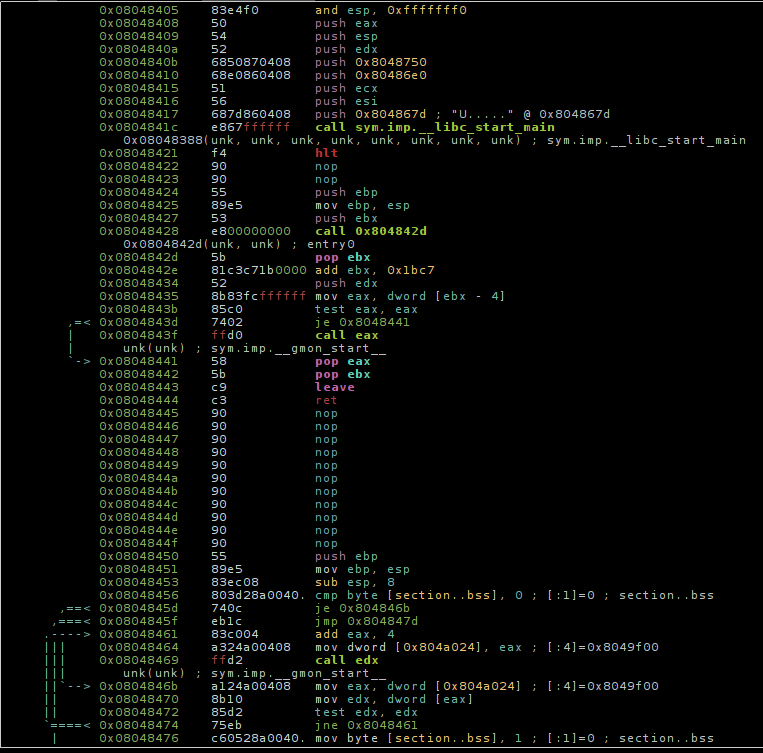 0x08048405 83e4f0 and esp, 0xfffffff0
0x08048408 50 push eax
0x08048409 54 push esp
0x0804840a 52 push edx
0x0804840b 6850870408 push 0x8048750
0x08048410 68e0860408 push 0x80486e0
0x08048415 51 push ecx
0x08048416 56 push esi
0x08048417 687d860408 push 0x804867d ; "U....." @ 0x804867d
0x0804841c e867ffffff call sym.imp.__libc_start_main
0x08048388(unk, unk, unk, unk, unk, unk, unk, unk) ; sym.imp.__libc_start_main
0x08048421 f4 hlt
0x08048422 90 nop
0x08048423 90 nop
0x08048424 55 push ebp
0x08048425 89e5 mov ebp, esp
0x08048427 53 push ebx
0x08048428 e800000000 call 0x804842d
0x0804842d(unk, unk) ; entry0
0x0804842d 5b pop ebx
0x0804842e 81c3c71b0000 add ebx, 0x1bc7
0x08048434 52 push edx
0x08048435 8b83fcffffff mov eax, dword [ebx - 4]
0x0804843b 85c0 test eax, eax
,=< 0x0804843d 7402 je 0x8048441
| 0x0804843f ffd0 call eax
| unk(unk) ; sym.imp.__gmon_start__
`-> 0x08048441 58 pop eax
0x08048442 5b pop ebx
0x08048443 c9 leave
0x08048444 c3 ret
0x08048445 90 nop
0x08048446 90 nop
0x08048447 90 nop
0x08048448 90 nop
0x08048449 90 nop
0x0804844a 90 nop
0x0804844b 90 nop
0x0804844c 90 nop
0x0804844d 90 nop
0x0804844e 90 nop
0x0804844f 90 nop
0x08048450 55 push ebp
0x08048451 89e5 mov ebp, esp
0x08048453 83ec08 sub esp, 8
0x08048456 803d28a0040. cmp byte [section..bss], 0 ; [:1]=0 ; section..bss
,==< 0x0804845d 740c je 0x804846b
,===< 0x0804845f eb1c jmp 0x804847d
.----> 0x08048461 83c004 add eax, 4
||| 0x08048464 a324a00408 mov dword [0x804a024], eax ; [:4]=0x8049f00
||| 0x08048469 ffd2 call edx
||| unk(unk) ; sym.imp.__gmon_start__
||`--> 0x0804846b a124a00408 mov eax, dword [0x804a024] ; [:4]=0x8049f00
|| 0x08048470 8b10 mov edx, dword [eax]
|| 0x08048472 85d2 test edx, edx
`====< 0x08048474 75eb jne 0x8048461
| 0x08048476 c60528a0040. mov byte [section..bss], 1 ; [:1]=0 ; section..bss